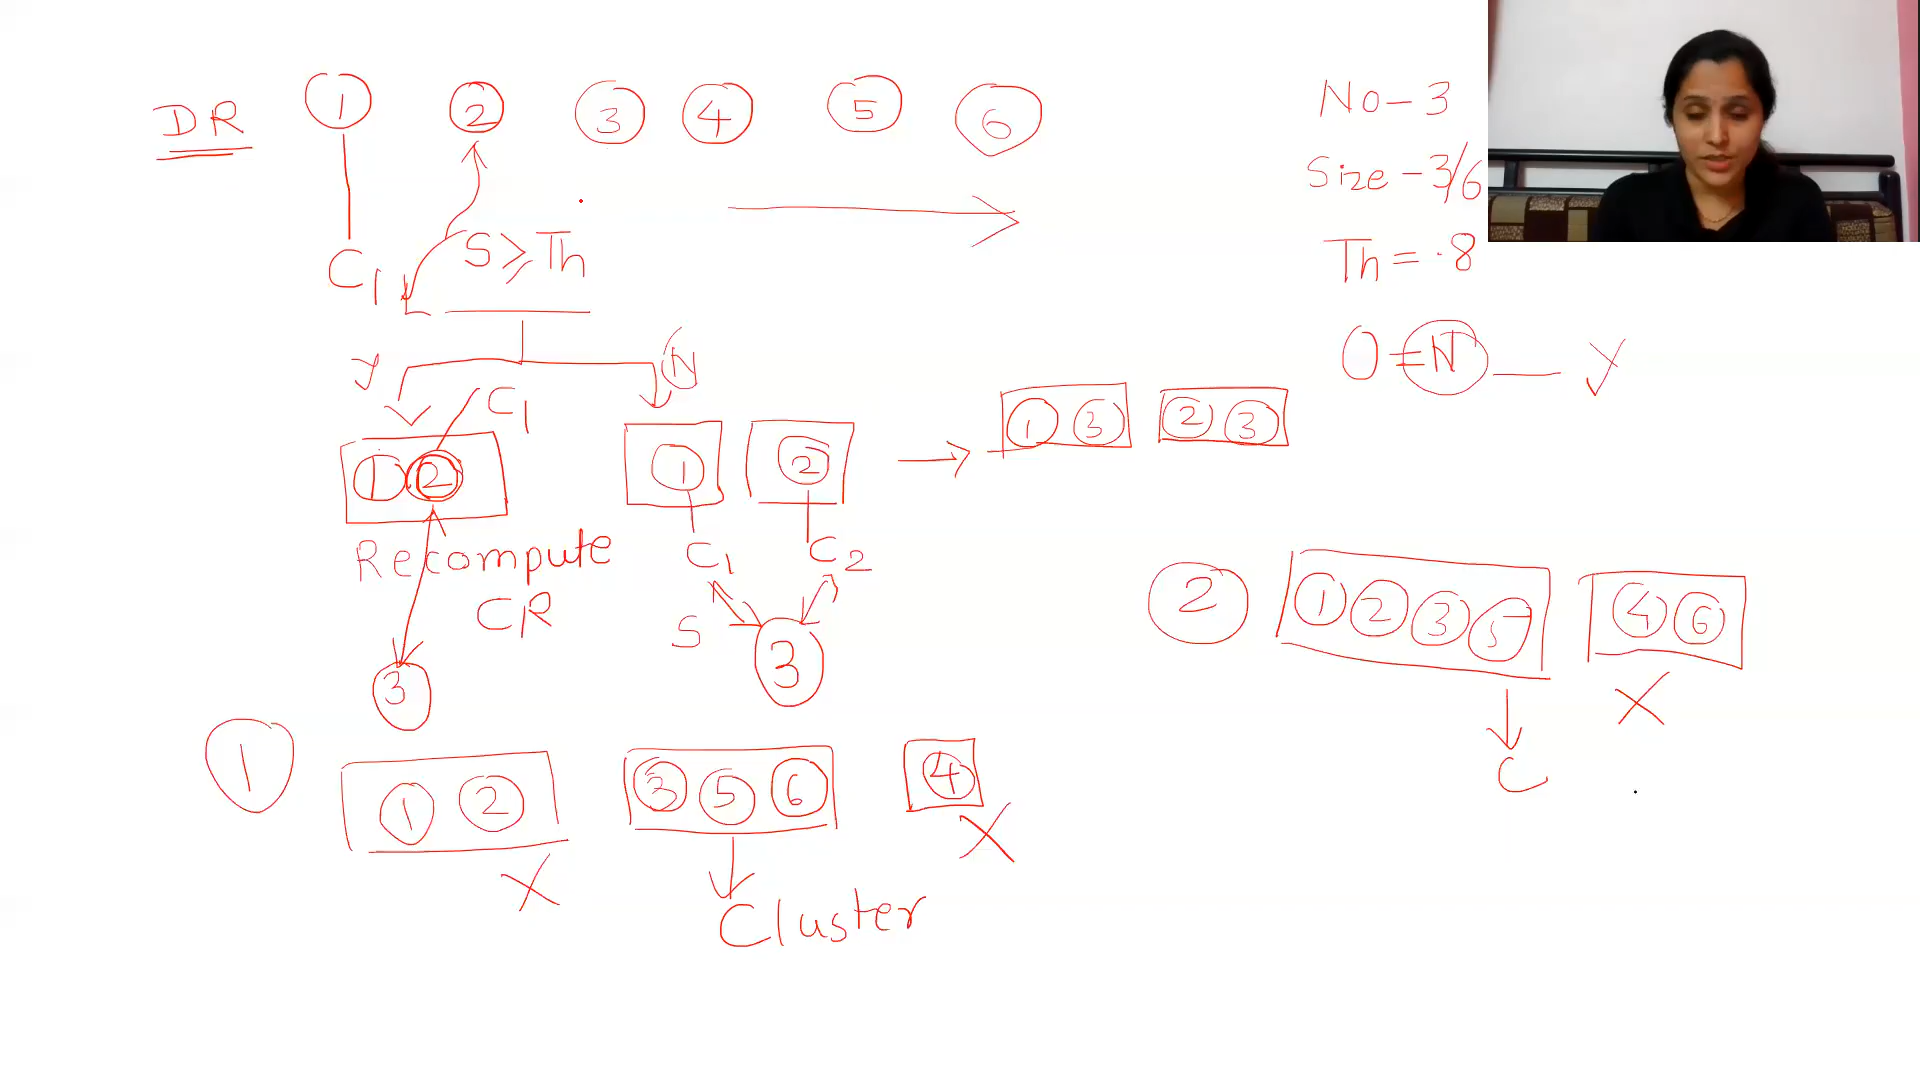 DR 1 2 3 4 5 6
No - 3
Size - 3/6
Th = .8
O = N Y
C1 S ≥ Th
Y N
C1
1 2
1 2
1 3 2 3
Recompute
CR
C1 C2
S
3 3
1
1 2 3 5 6 4
X X
Cluster
2
1 2 3 5 4 6
X
C